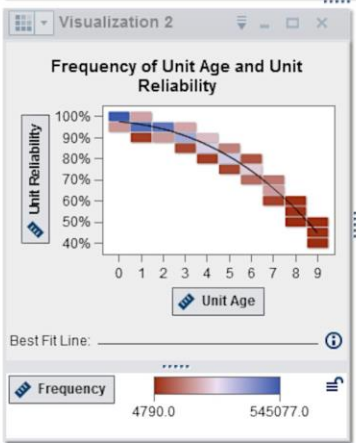 Visualization 2
Frequency of Unit Age and Unit
Reliability
Unit Reliability
100%
90%
80%
70%
60%
50%
40%
0 1 2 3 4 5 6 7 8 9
Unit Age
Best Fit Line:
Frequency
4790.0 545077.0